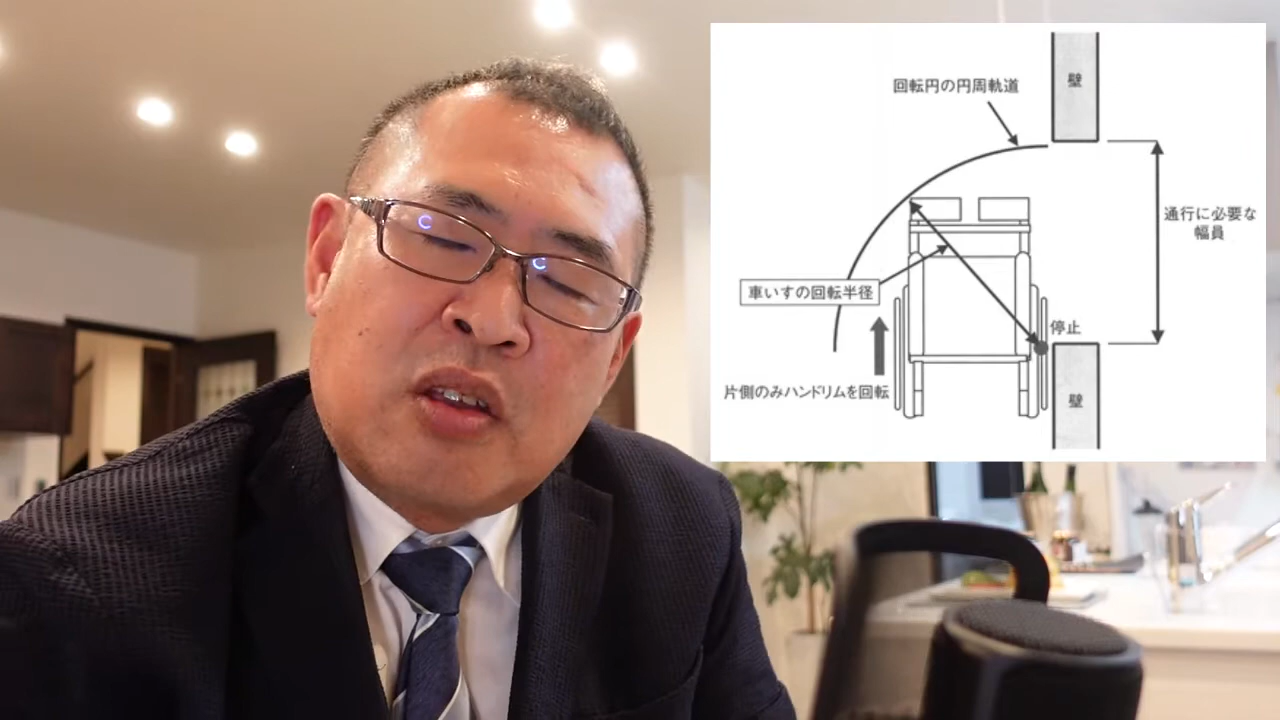 壁
回転円の円周軌道
通行に必要な
幅員
車いすの回転半径
停止
片側のみハンドリムを回転
壁